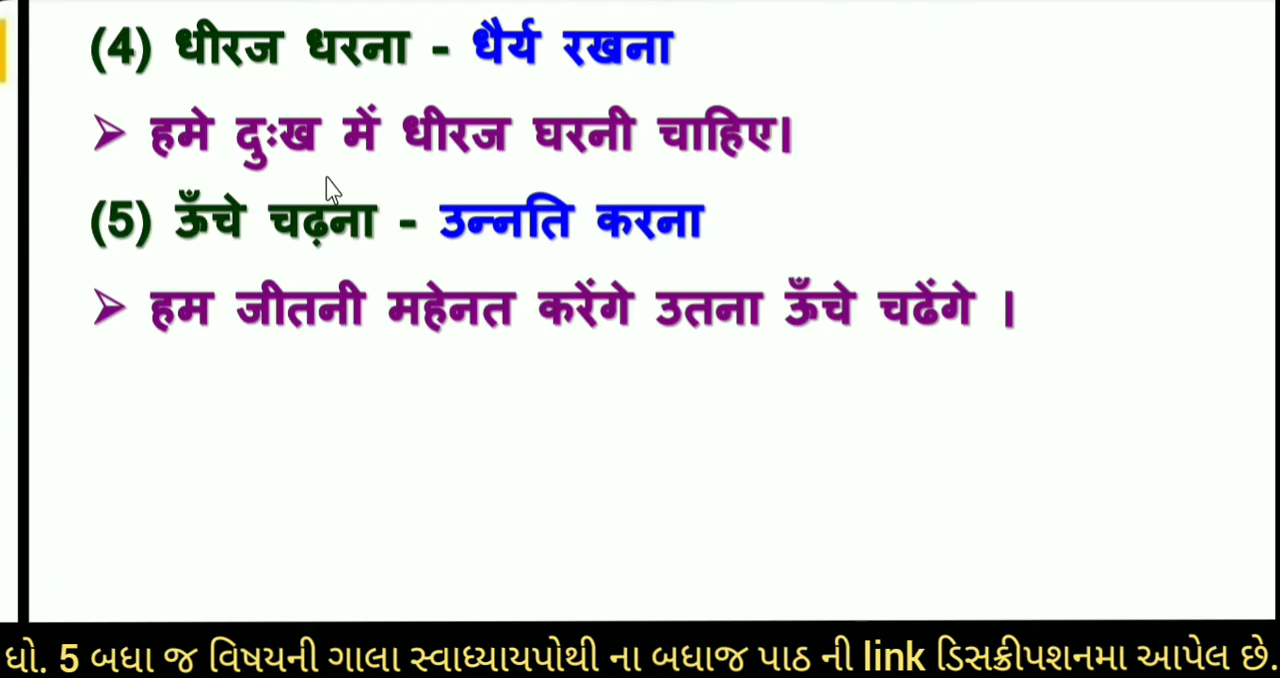 (4) धीरज धरना - धैर्य रखना
➢ हमे दुःख में धीरज घरनी चाहिए।
(5) ऊँचे चढ़ना - उन्नति करना
➢ हम जीतनी महेनत करेंगे उतना ऊँचे चढेंगे ।
ધો. 5 બધા જ વિષયની ગાલા સ્વાધ્યાયપોથી ના બધાજ પાઠ ની link ડિસક્રીપશનમા આપેલ છે.